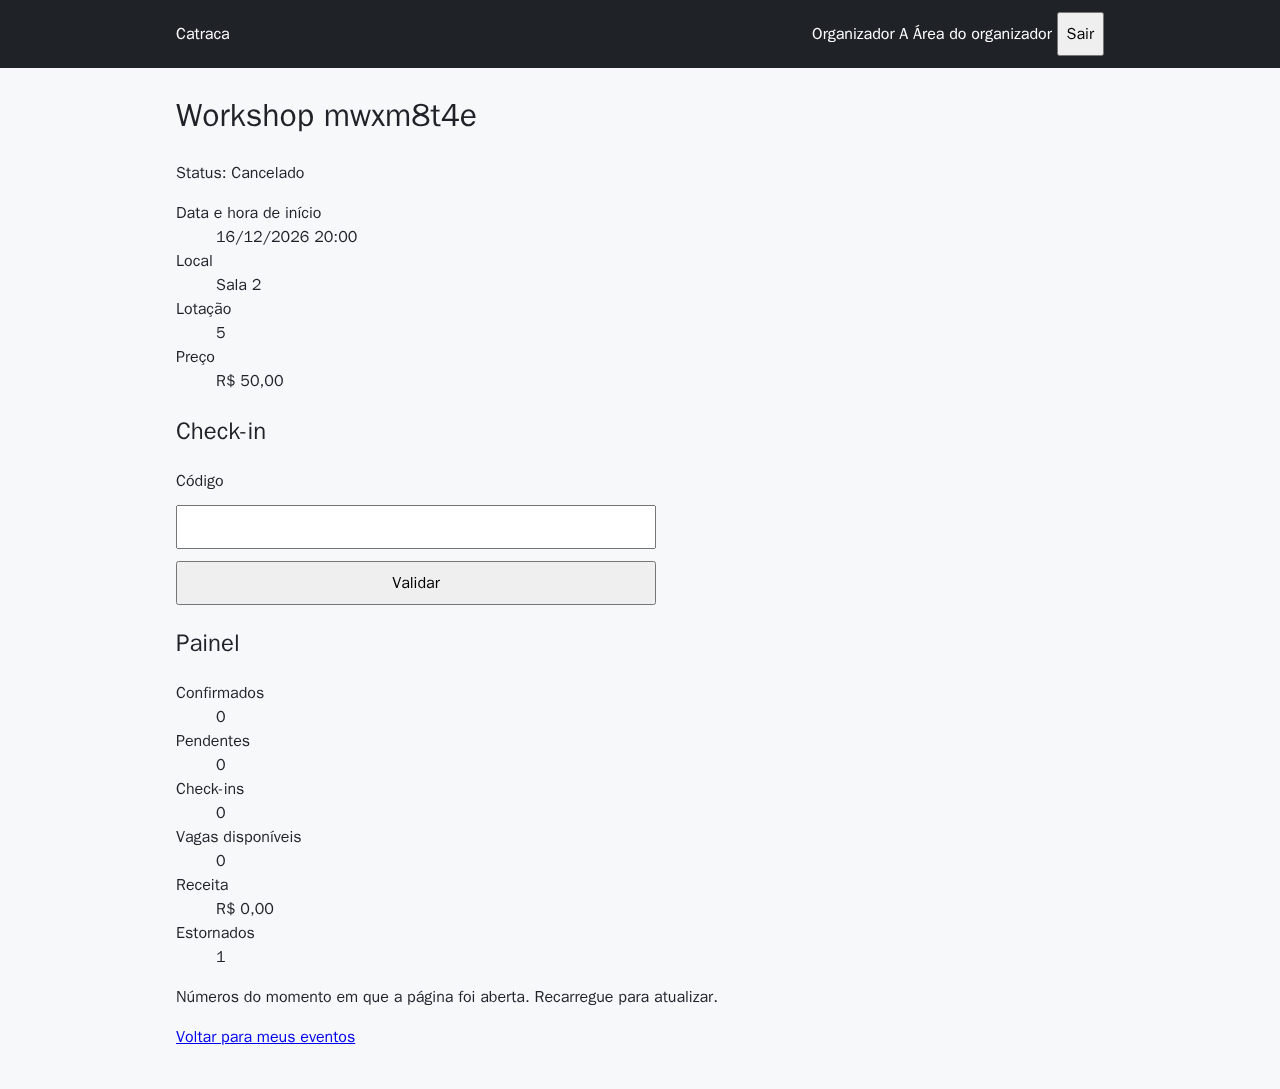 Catraca
Organizador A Área do organizador Sair
Workshop mwxm8t4e
Status: Cancelado
Data e hora de início
16/12/2026 20:00
Local
Sala 2
Lotação
5
Preço
R$ 50,00
Check-in
Código
Validar
Painel
Confirmados
0
Pendentes
0
Check-ins
0
Vagas disponíveis
0
Receita
R$ 0,00
Estornados
1
Números do momento em que a página foi aberta. Recarregue para atualizar.
Voltar para meus eventos